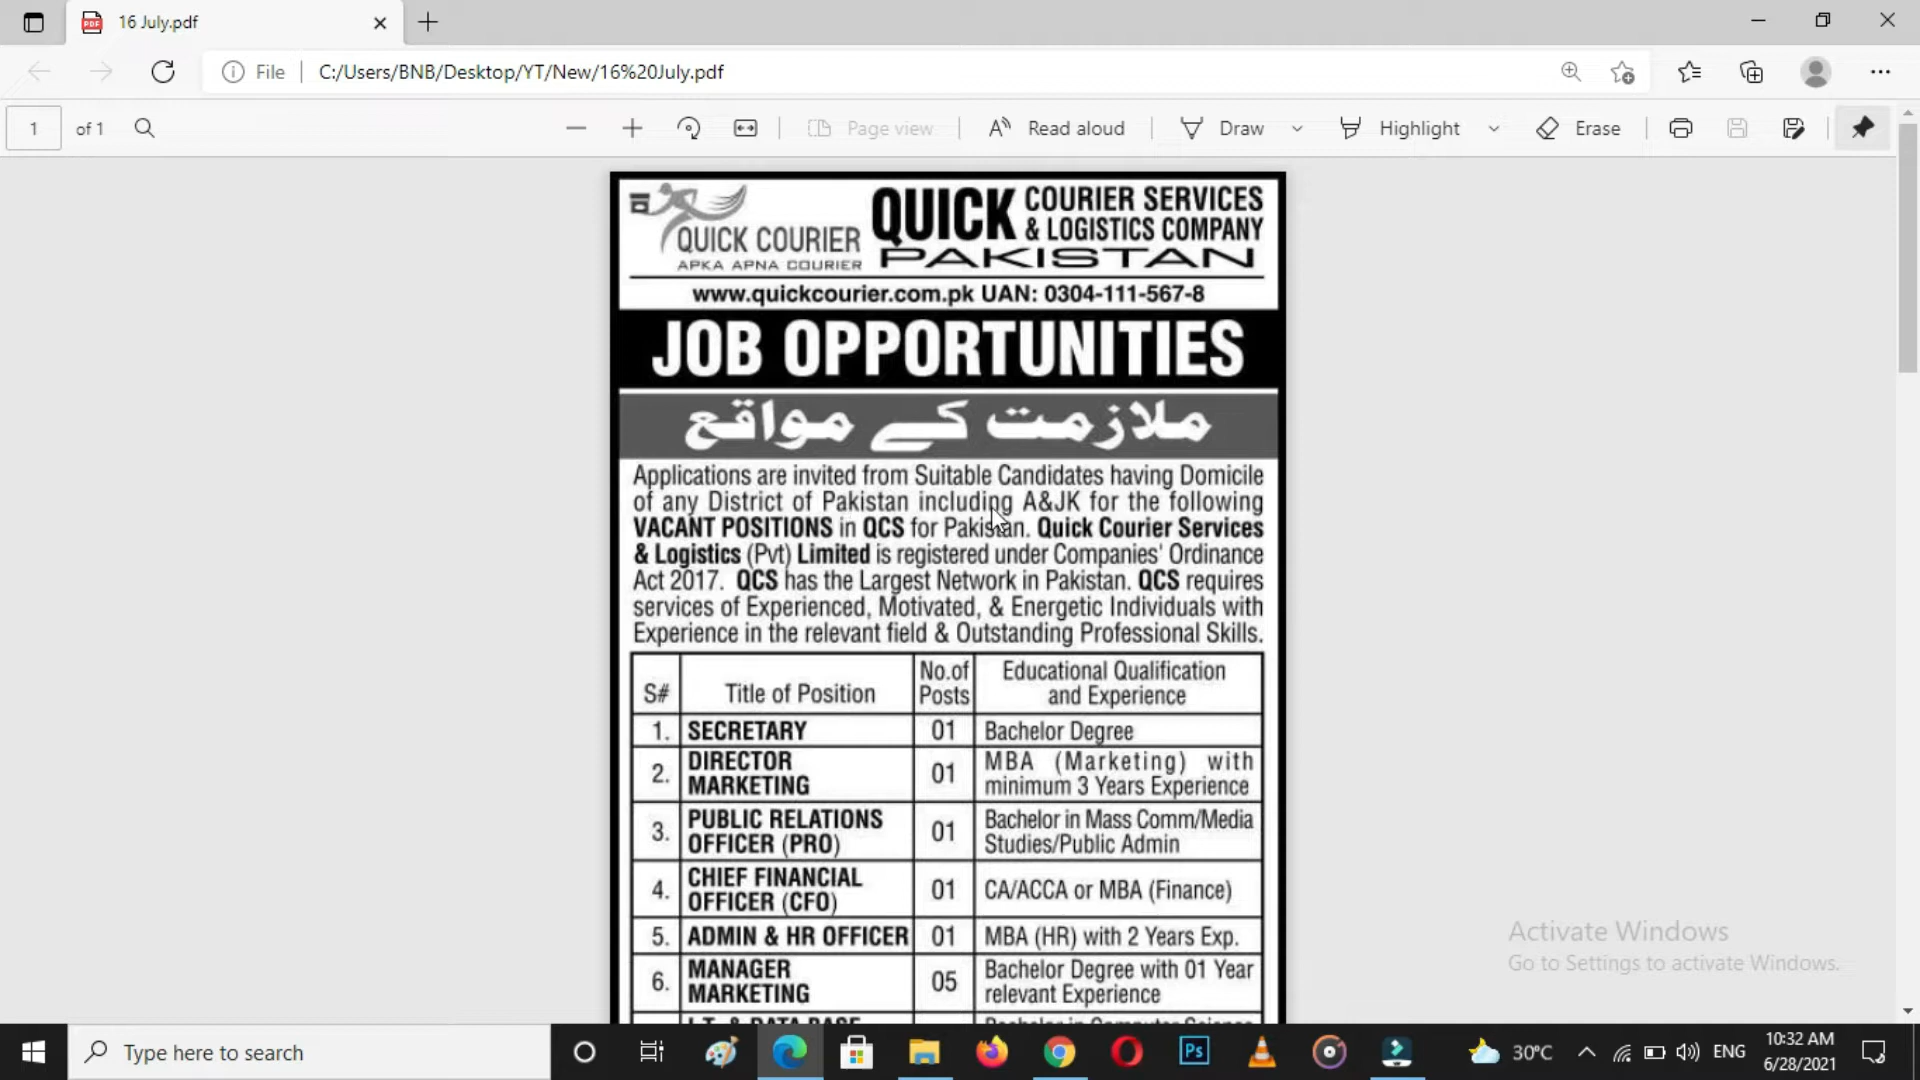 16 July.pdf
File
C:/Users/BNB/Desktop/YT/New/16%20July.pdf
1 of 1
Page view
Read aloud
Draw
Highlight
Erase
QUICK COURIER
APKA APNA COURIER
QUICK COURIER SERVICES
& LOGISTICS COMPANY
PAKISTAN
www.quickcourier.com.pk UAN: 0304-111-567-8
JOB OPPORTUNITIES
ملازمت کے مواقع
Applications are invited from Suitable Candidates having Domicile
of any District of Pakistan including A&JK for the following
VACANT POSITIONS in QCS for Pakistan. Quick Courier Services
& Logistics (Pvt) Limited is registered under Companies' Ordinance
Act 2017. QCS has the Largest Network in Pakistan. QCS requires
services of Experienced, Motivated, & Energetic Individuals with
Experience in the relevant field & Outstanding Professional Skills.
S# Title of Position No.of Posts Educational Qualification and Experience
1. SECRETARY 01 Bachelor Degree
2. DIRECTOR MARKETING 01 MBA (Marketing) with minimum 3 Years Experience
3. PUBLIC RELATIONS OFFICER (PRO) 01 Bachelor in Mass Comm/Media Studies/Public Admin
4. CHIEF FINANCIAL OFFICER (CFO) 01 CA/ACCA or MBA (Finance)
5. ADMIN & HR OFFICER 01 MBA (HR) with 2 Years Exp.
6. MANAGER MARKETING 05 Bachelor Degree with 01 Year relevant Experience
I.T. & DATA BASE Bachelor in Computer Science
Activate Windows
Go to Settings to activate Windows.
Type here to search
Ps
30°C
ENG
10:32 AM
6/28/2021